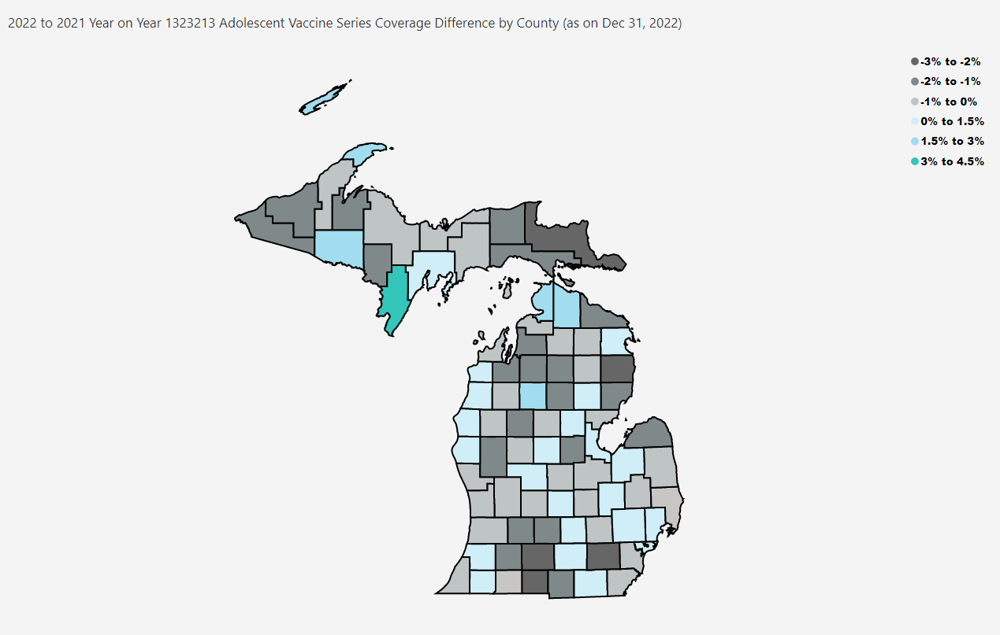 2022 to 2021 Year on Year 1323213 Adolescent Vaccine Series Coverage Difference by County (as on Dec 31, 2022)
-3% to -2%
-2% to -1%
-1% to 0%
0% to 1.5%
1.5% to 3%
3% to 4.5%